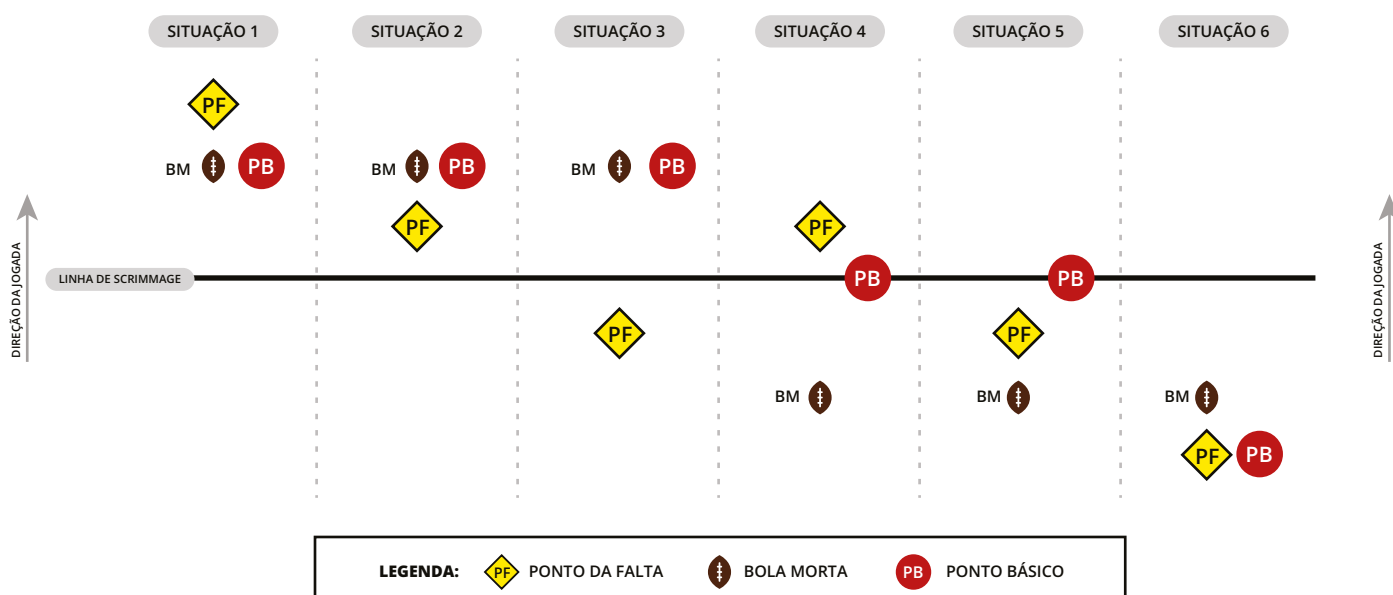 SITUAÇÃO 1
SITUAÇÃO 2
SITUAÇÃO 3
SITUAÇÃO 4
SITUAÇÃO 5
SITUAÇÃO 6
PF
BM PB
BM PB
BM PB
PF
PF
DIREÇÃO DA JOGADA
LINHA DE SCRIMMAGE
PB
PB
DIREÇÃO DA JOGADA
PF
PF
BM
BM
BM
PF PB
LEGENDA: PF PONTO DA FALTA BOLA MORTA PB PONTO BÁSICO